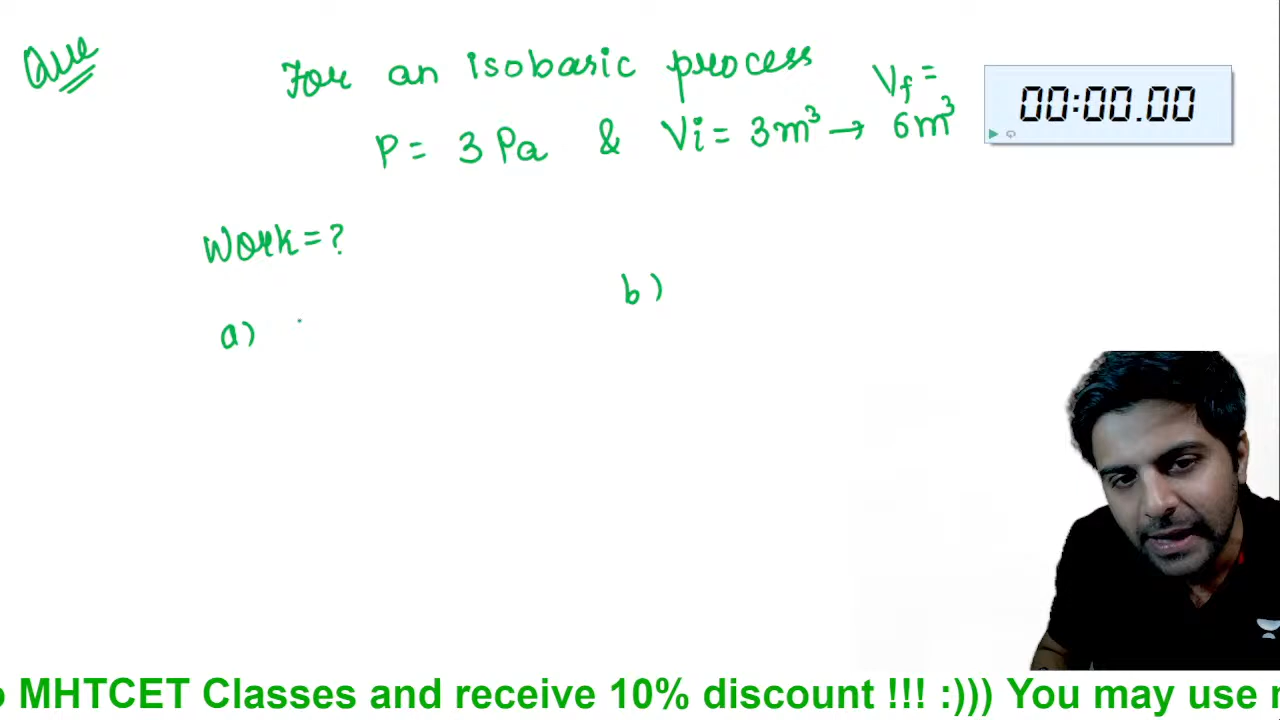 Que
For an isobaric process
Vf =
P = 3 Pa & Vi = 3m³ → 6m³
00:00.00
Work = ?
b)
a)
o MHTCET Classes and receive 10% discount !!! :))) You may use r